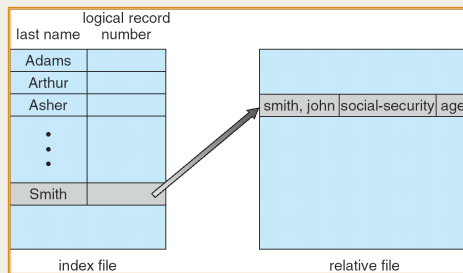 logical record
last name number
Adams
Arthur
Asher
smith, john social-security age
Smith
index file relative file